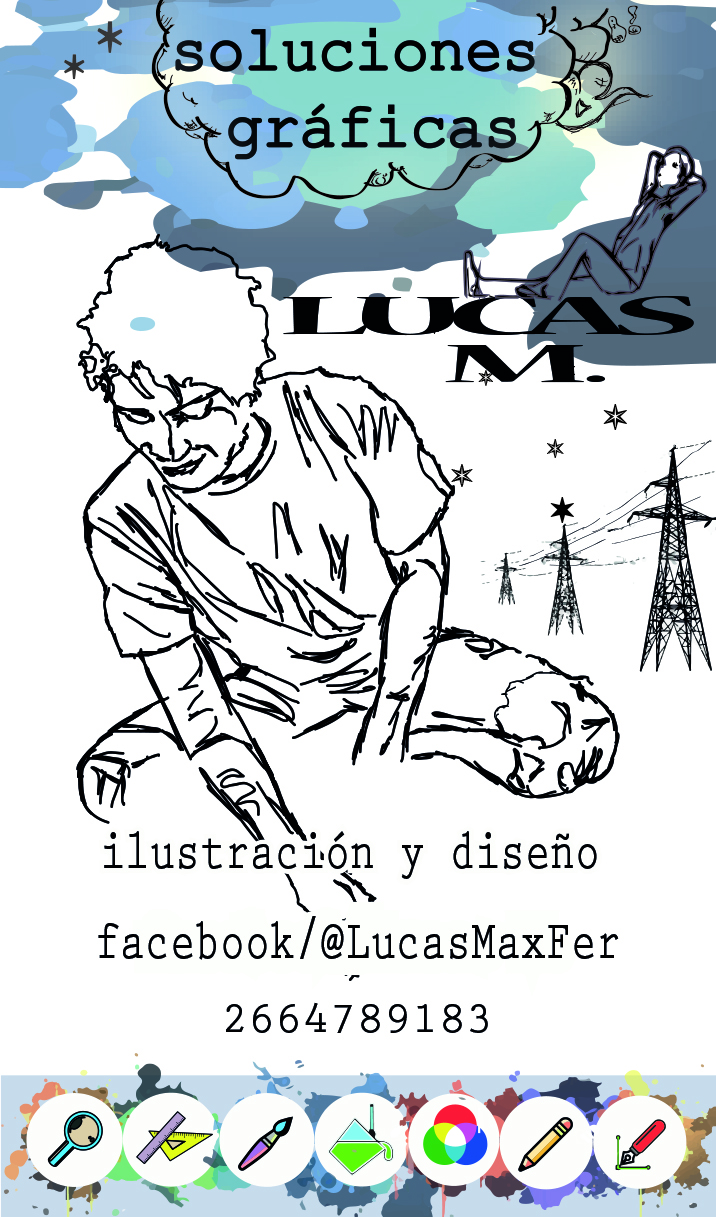 soluciones
gráficas
LUCAS
M.
ilustración y diseño
facebook/@LucasMaxFer
2664789183